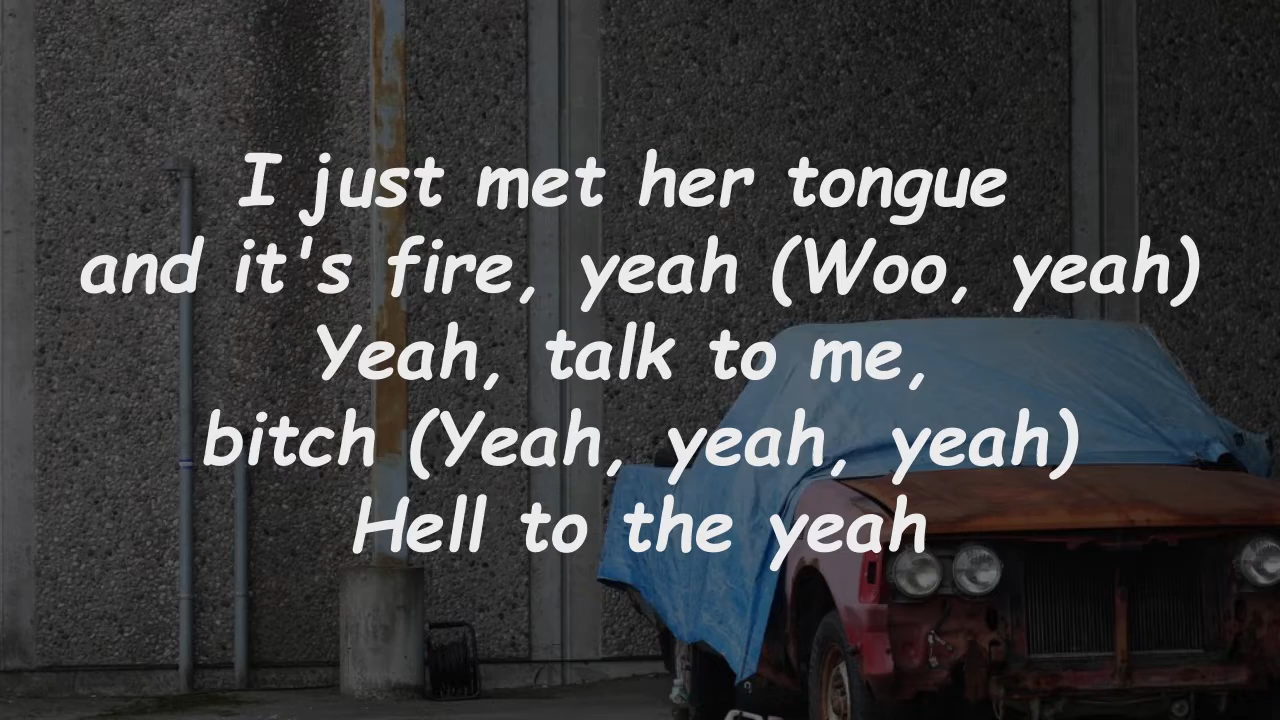 I just met her tongue
and it's fire, yeah (Woo, yeah)
Yeah, talk to me,
bitch (Yeah, yeah, yeah)
Hell to the yeah